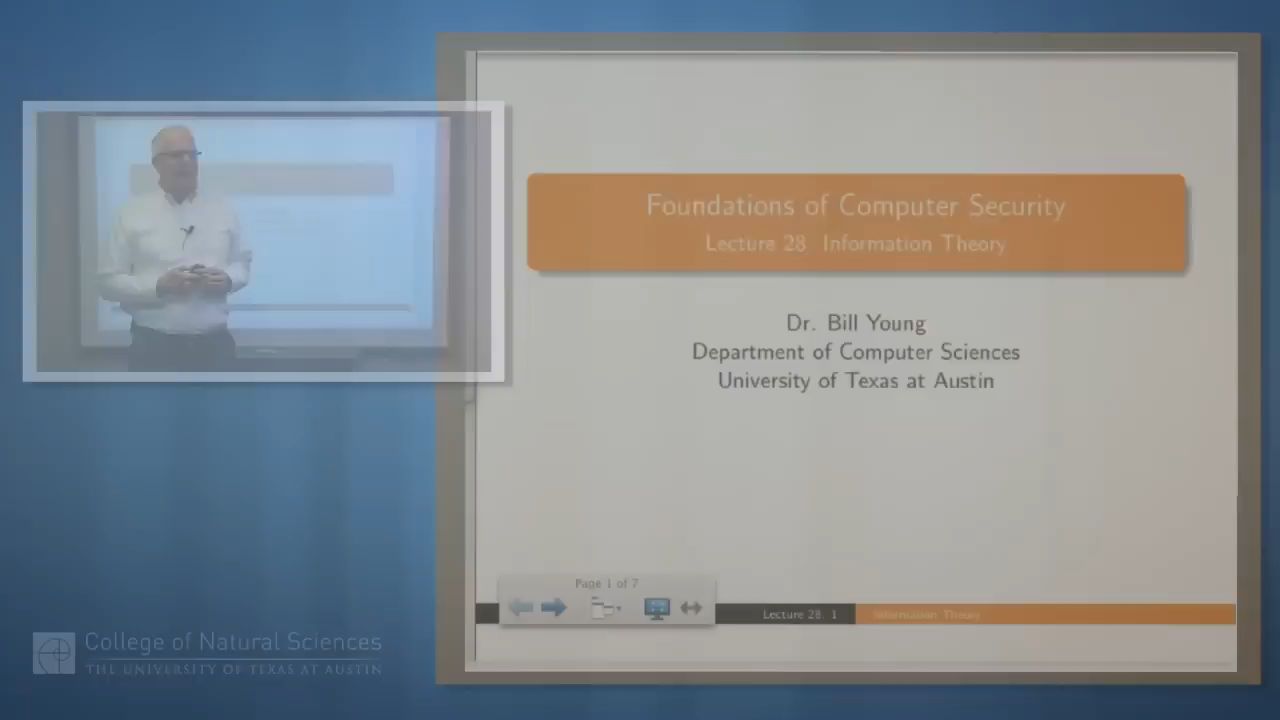 Foundations of Computer Security
Lecture 28 Information Theory
Dr. Bill Young
Department of Computer Sciences
University of Texas at Austin
Page 1 of 7
Lecture 28. 1
Information Theory
College of Natural Sciences
THE UNIVERSITY OF TEXAS AT AUSTIN